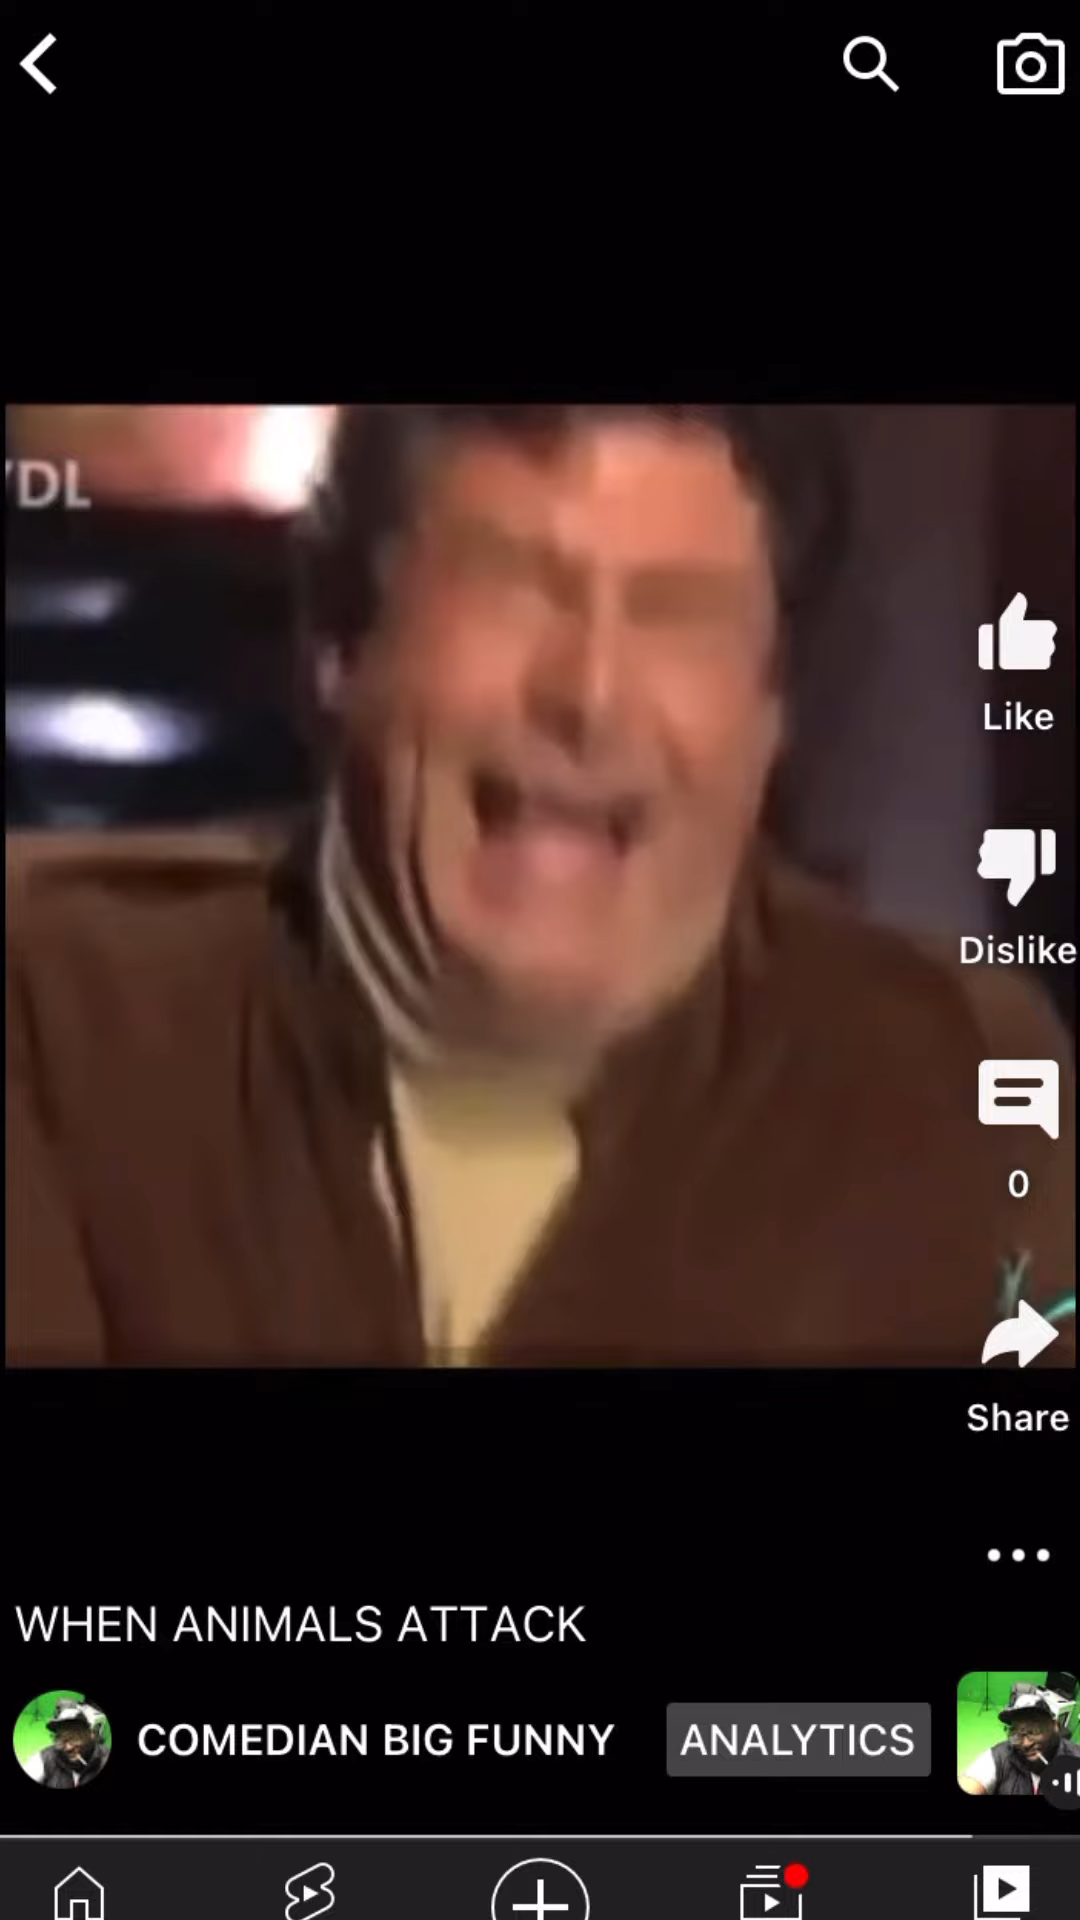 DL
Like
Dislike
0
Share
WHEN ANIMALS ATTACK
COMEDIAN BIG FUNNY
ANALYTICS